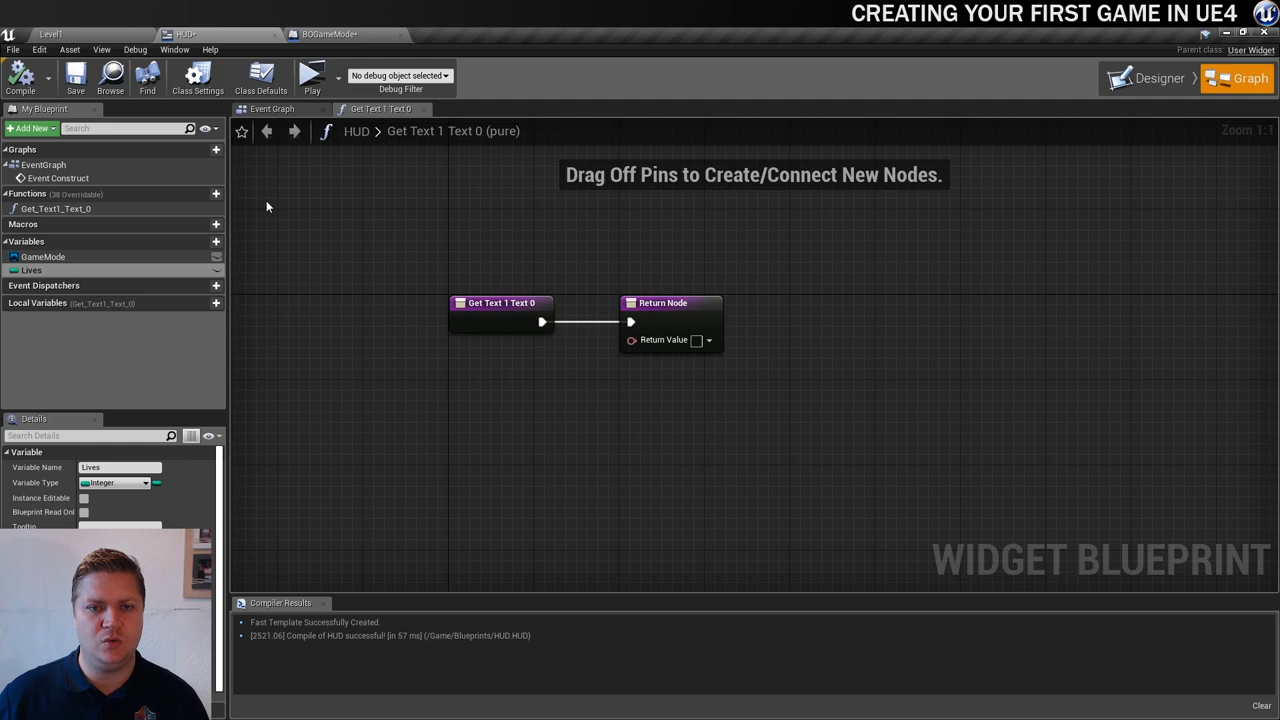 CREATING YOUR FIRST GAME IN UE4
Level1
HUD*
BOGameMode*
File Edit Asset View Debug Window Help
Parent class: User Widget
Compile
Save
Browse
Find
Class Settings
Class Defaults
Play
No debug object selected
Debug Filter
Designer
Graph
My Blueprint
Event Graph
Get Text 1 Text 0
Add New
Search
HUD > Get Text 1 Text 0 (pure)
Zoom 1:1
Graphs
EventGraph
Event Construct
Functions (38 Overridable)
Get_Text1_Text_0
Macros
Variables
GameMode
Lives
Event Dispatchers
Local Variables (Get_Text1_Text_0)
Drag Off Pins to Create/Connect New Nodes.
Get Text 1 Text 0
Return Node
Return Value
WIDGET BLUEPRINT
Details
Search Details
Variable
Variable Name Lives
Variable Type Integer
Instance Editable
Blueprint Read Onl
Tooltip
Compiler Results
Fast Template Successfully Created.
[2521.06] Compile of HUD successful! [in 57 ms] (/Game/Blueprints/HUD.HUD)
Clear